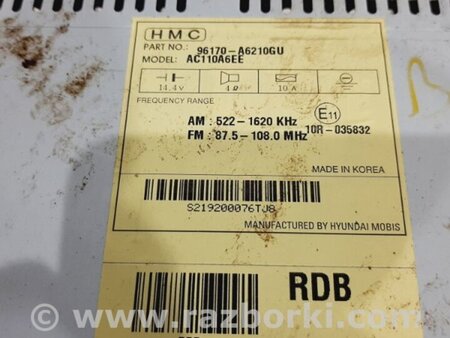 HMC
PART NO.: 96170-A6210GU
MODEL: AC110A6EE
14.4V 4Ω 10A
FREQUENCY RANGE
AM : 522-1620 KHz
FM : 87.5-108.0 MHz
E11
10R-035832
MADE IN KOREA
S219200076TJ8
MANUFACTURED BY HYUNDAI MOBIS
RDB
© www.razborki.com